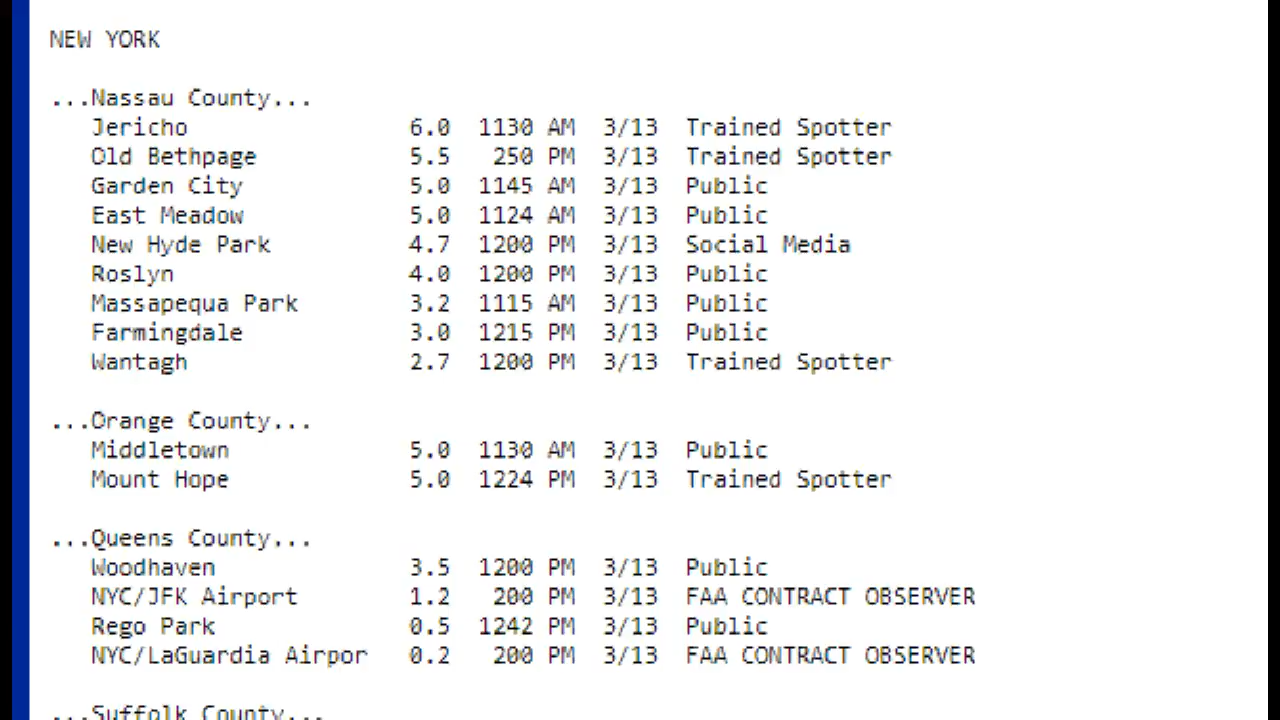 NEW YORK
...Nassau County...
Jericho 6.0 1130 AM 3/13 Trained Spotter
Old Bethpage 5.5 250 PM 3/13 Trained Spotter
Garden City 5.0 1145 AM 3/13 Public
East Meadow 5.0 1124 AM 3/13 Public
New Hyde Park 4.7 1200 PM 3/13 Social Media
Roslyn 4.0 1200 PM 3/13 Public
Massapequa Park 3.2 1115 AM 3/13 Public
Farmingdale 3.0 1215 PM 3/13 Public
Wantagh 2.7 1200 PM 3/13 Trained Spotter
...Orange County...
Middletown 5.0 1130 AM 3/13 Public
Mount Hope 5.0 1224 PM 3/13 Trained Spotter
...Queens County...
Woodhaven 3.5 1200 PM 3/13 Public
NYC/JFK Airport 1.2 200 PM 3/13 FAA CONTRACT OBSERVER
Rego Park 0.5 1242 PM 3/13 Public
NYC/LaGuardia Airpor 0.2 200 PM 3/13 FAA CONTRACT OBSERVER
...Suffolk County...